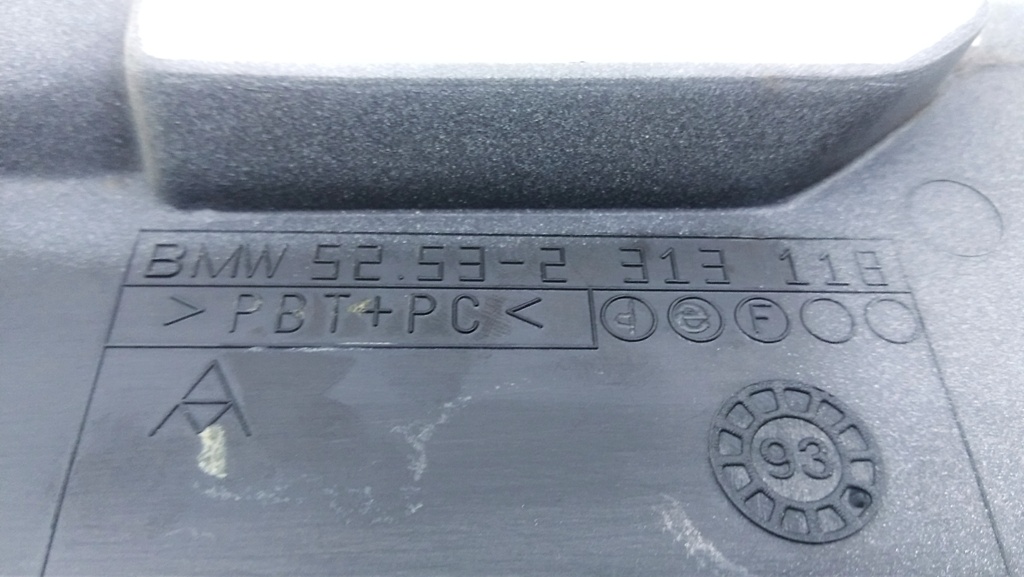 BMW 52.53-2 313 118
>PBT+PC< d e F
93